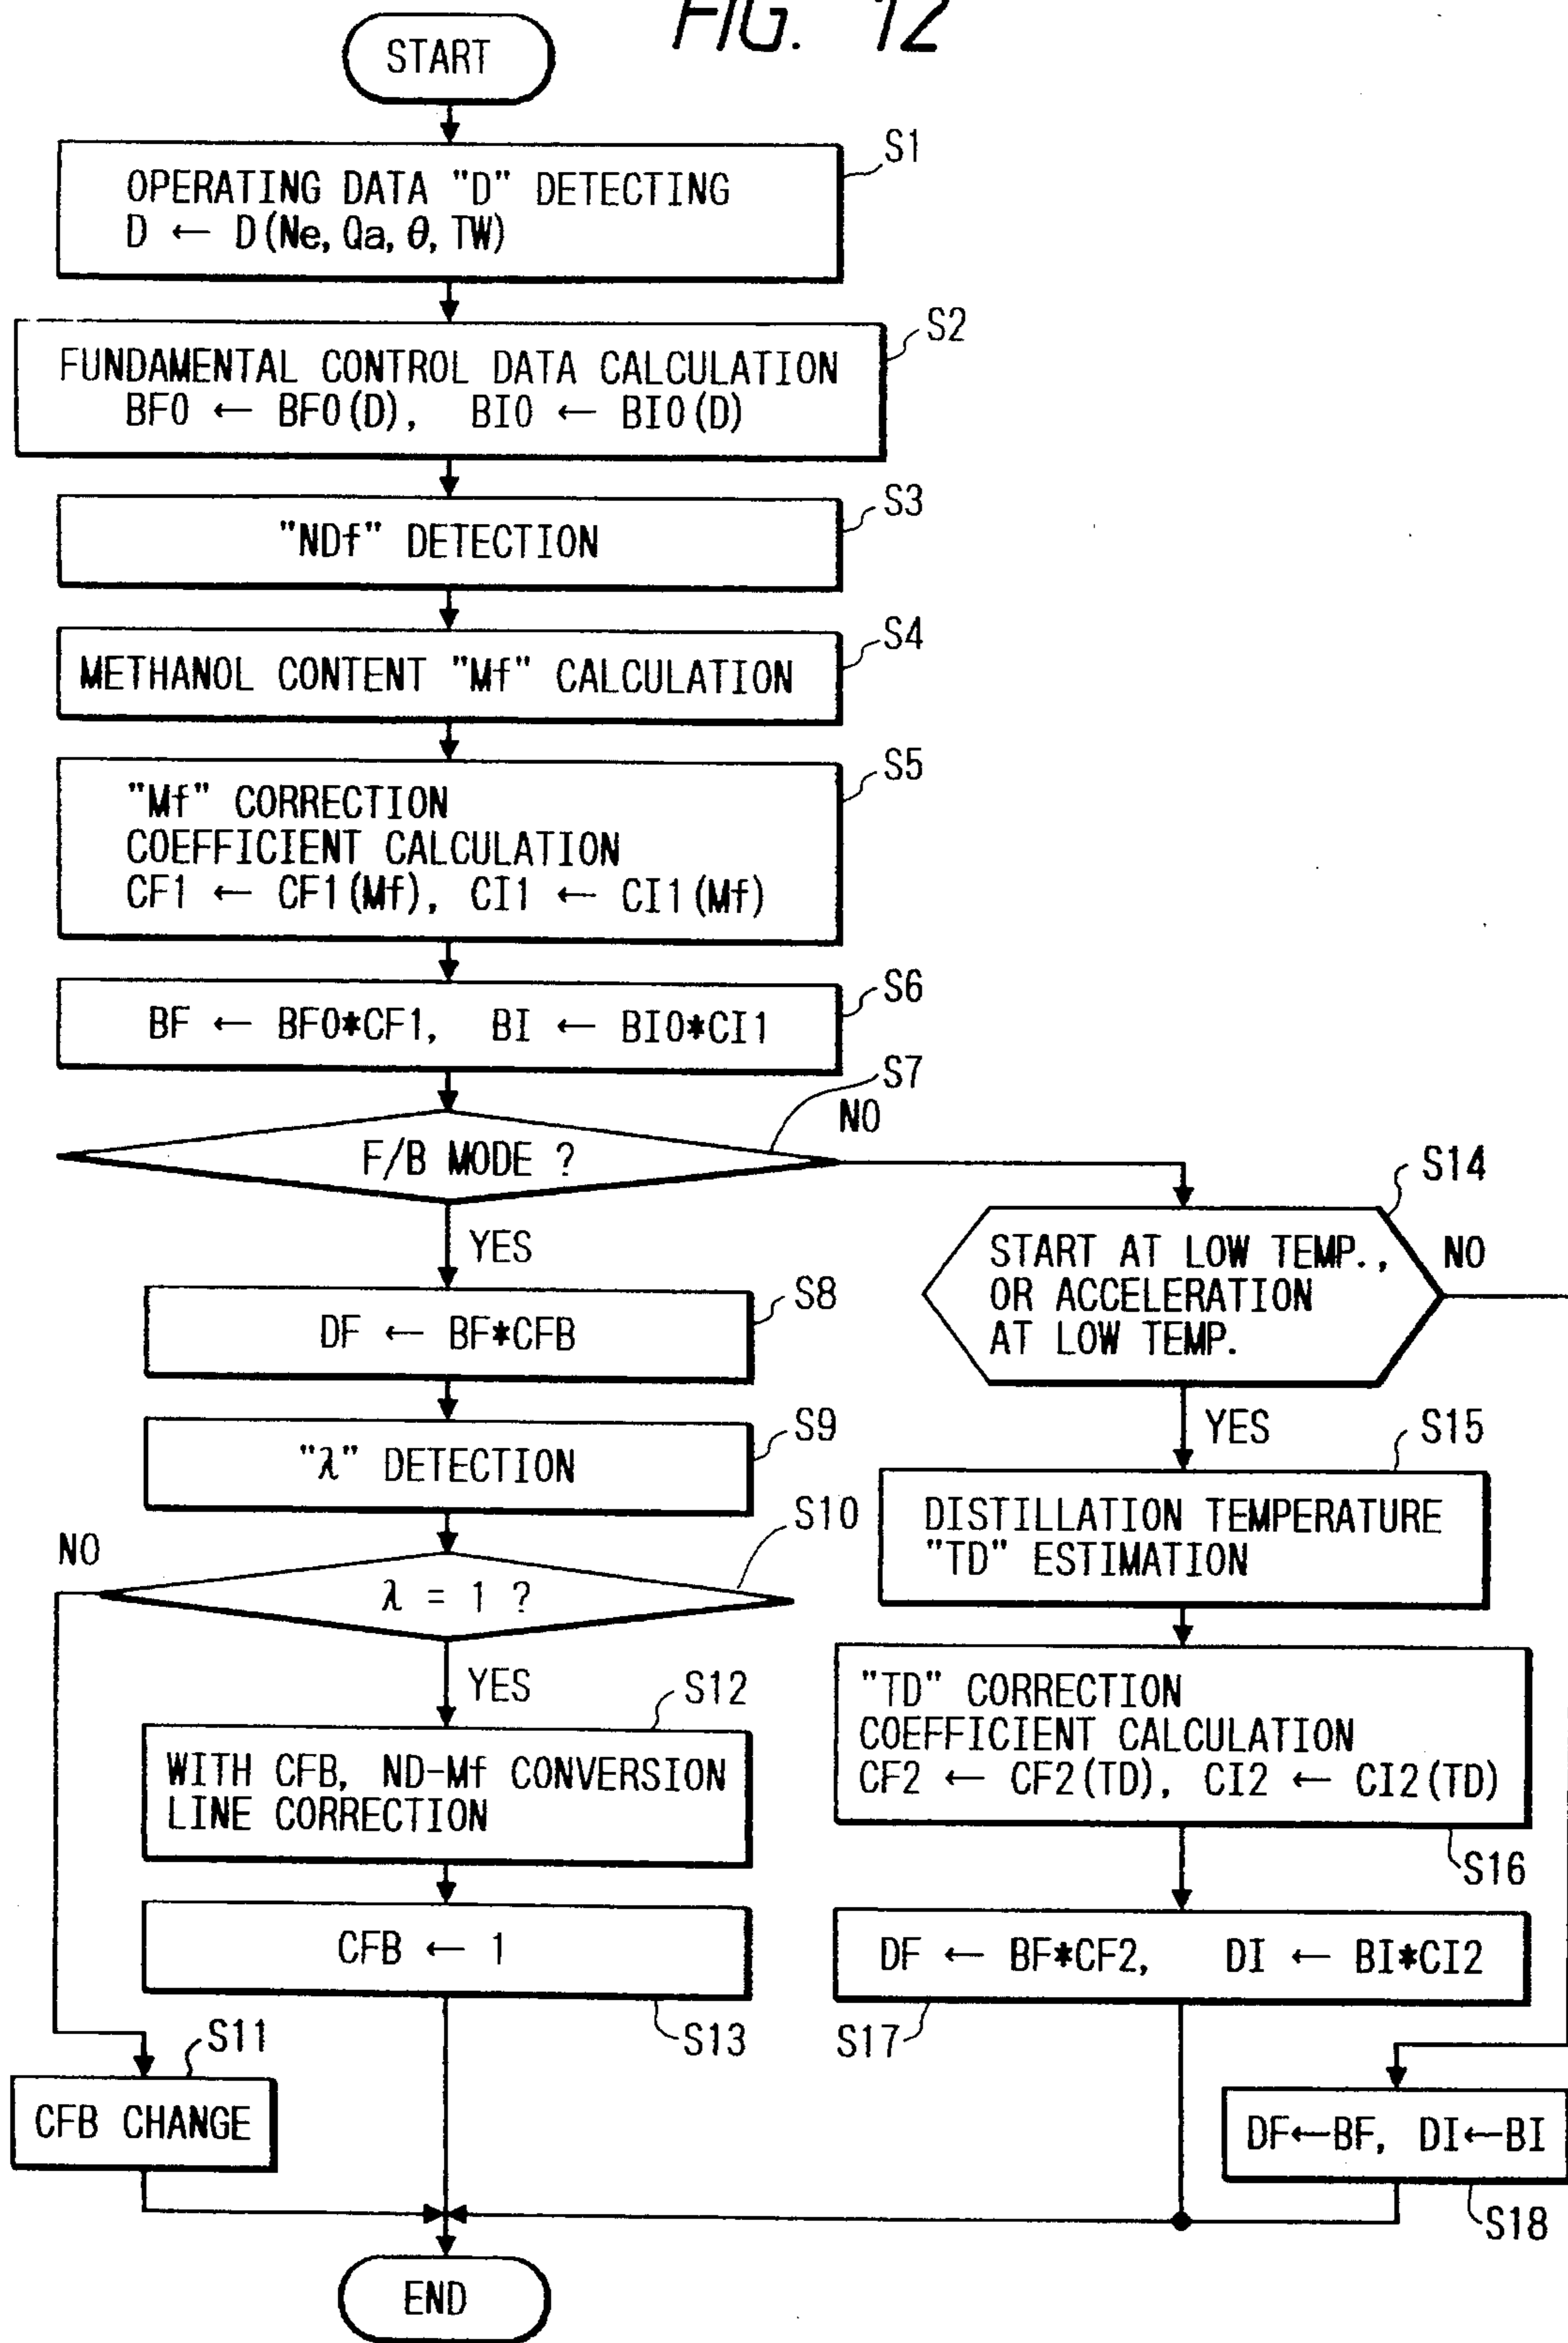 FIG. 12
START
S1
OPERATING DATA "D" DETECTING
D ← D(Ne, Qa, θ, TW)
S2
FUNDAMENTAL CONTROL DATA CALCULATION
BF0 ← BF0(D), BI0 ← BI0(D)
S3
"NDf" DETECTION
S4
METHANOL CONTENT "Mf" CALCULATION
S5
"Mf" CORRECTION
COEFFICIENT CALCULATION
CF1 ← CF1(Mf), CI1 ← CI1(Mf)
S6
BF ← BF0*CF1, BI ← BI0*CI1
S7
NO
F/B MODE ?
YES
S8
DF ← BF*CFB
S9
"λ" DETECTION
S10
NO
λ = 1 ?
YES
S12
WITH CFB, ND-Mf CONVERSION
LINE CORRECTION
CFB ← 1
S13
S11
CFB CHANGE
S14
START AT LOW TEMP.,
OR ACCELERATION
AT LOW TEMP.
NO
YES
S15
DISTILLATION TEMPERATURE
"TD" ESTIMATION
"TD" CORRECTION
COEFFICIENT CALCULATION
CF2 ← CF2(TD), CI2 ← CI2(TD)
S16
DF ← BF*CF2, DI ← BI*CI2
S17
DF←BF, DI←BI
S18
END